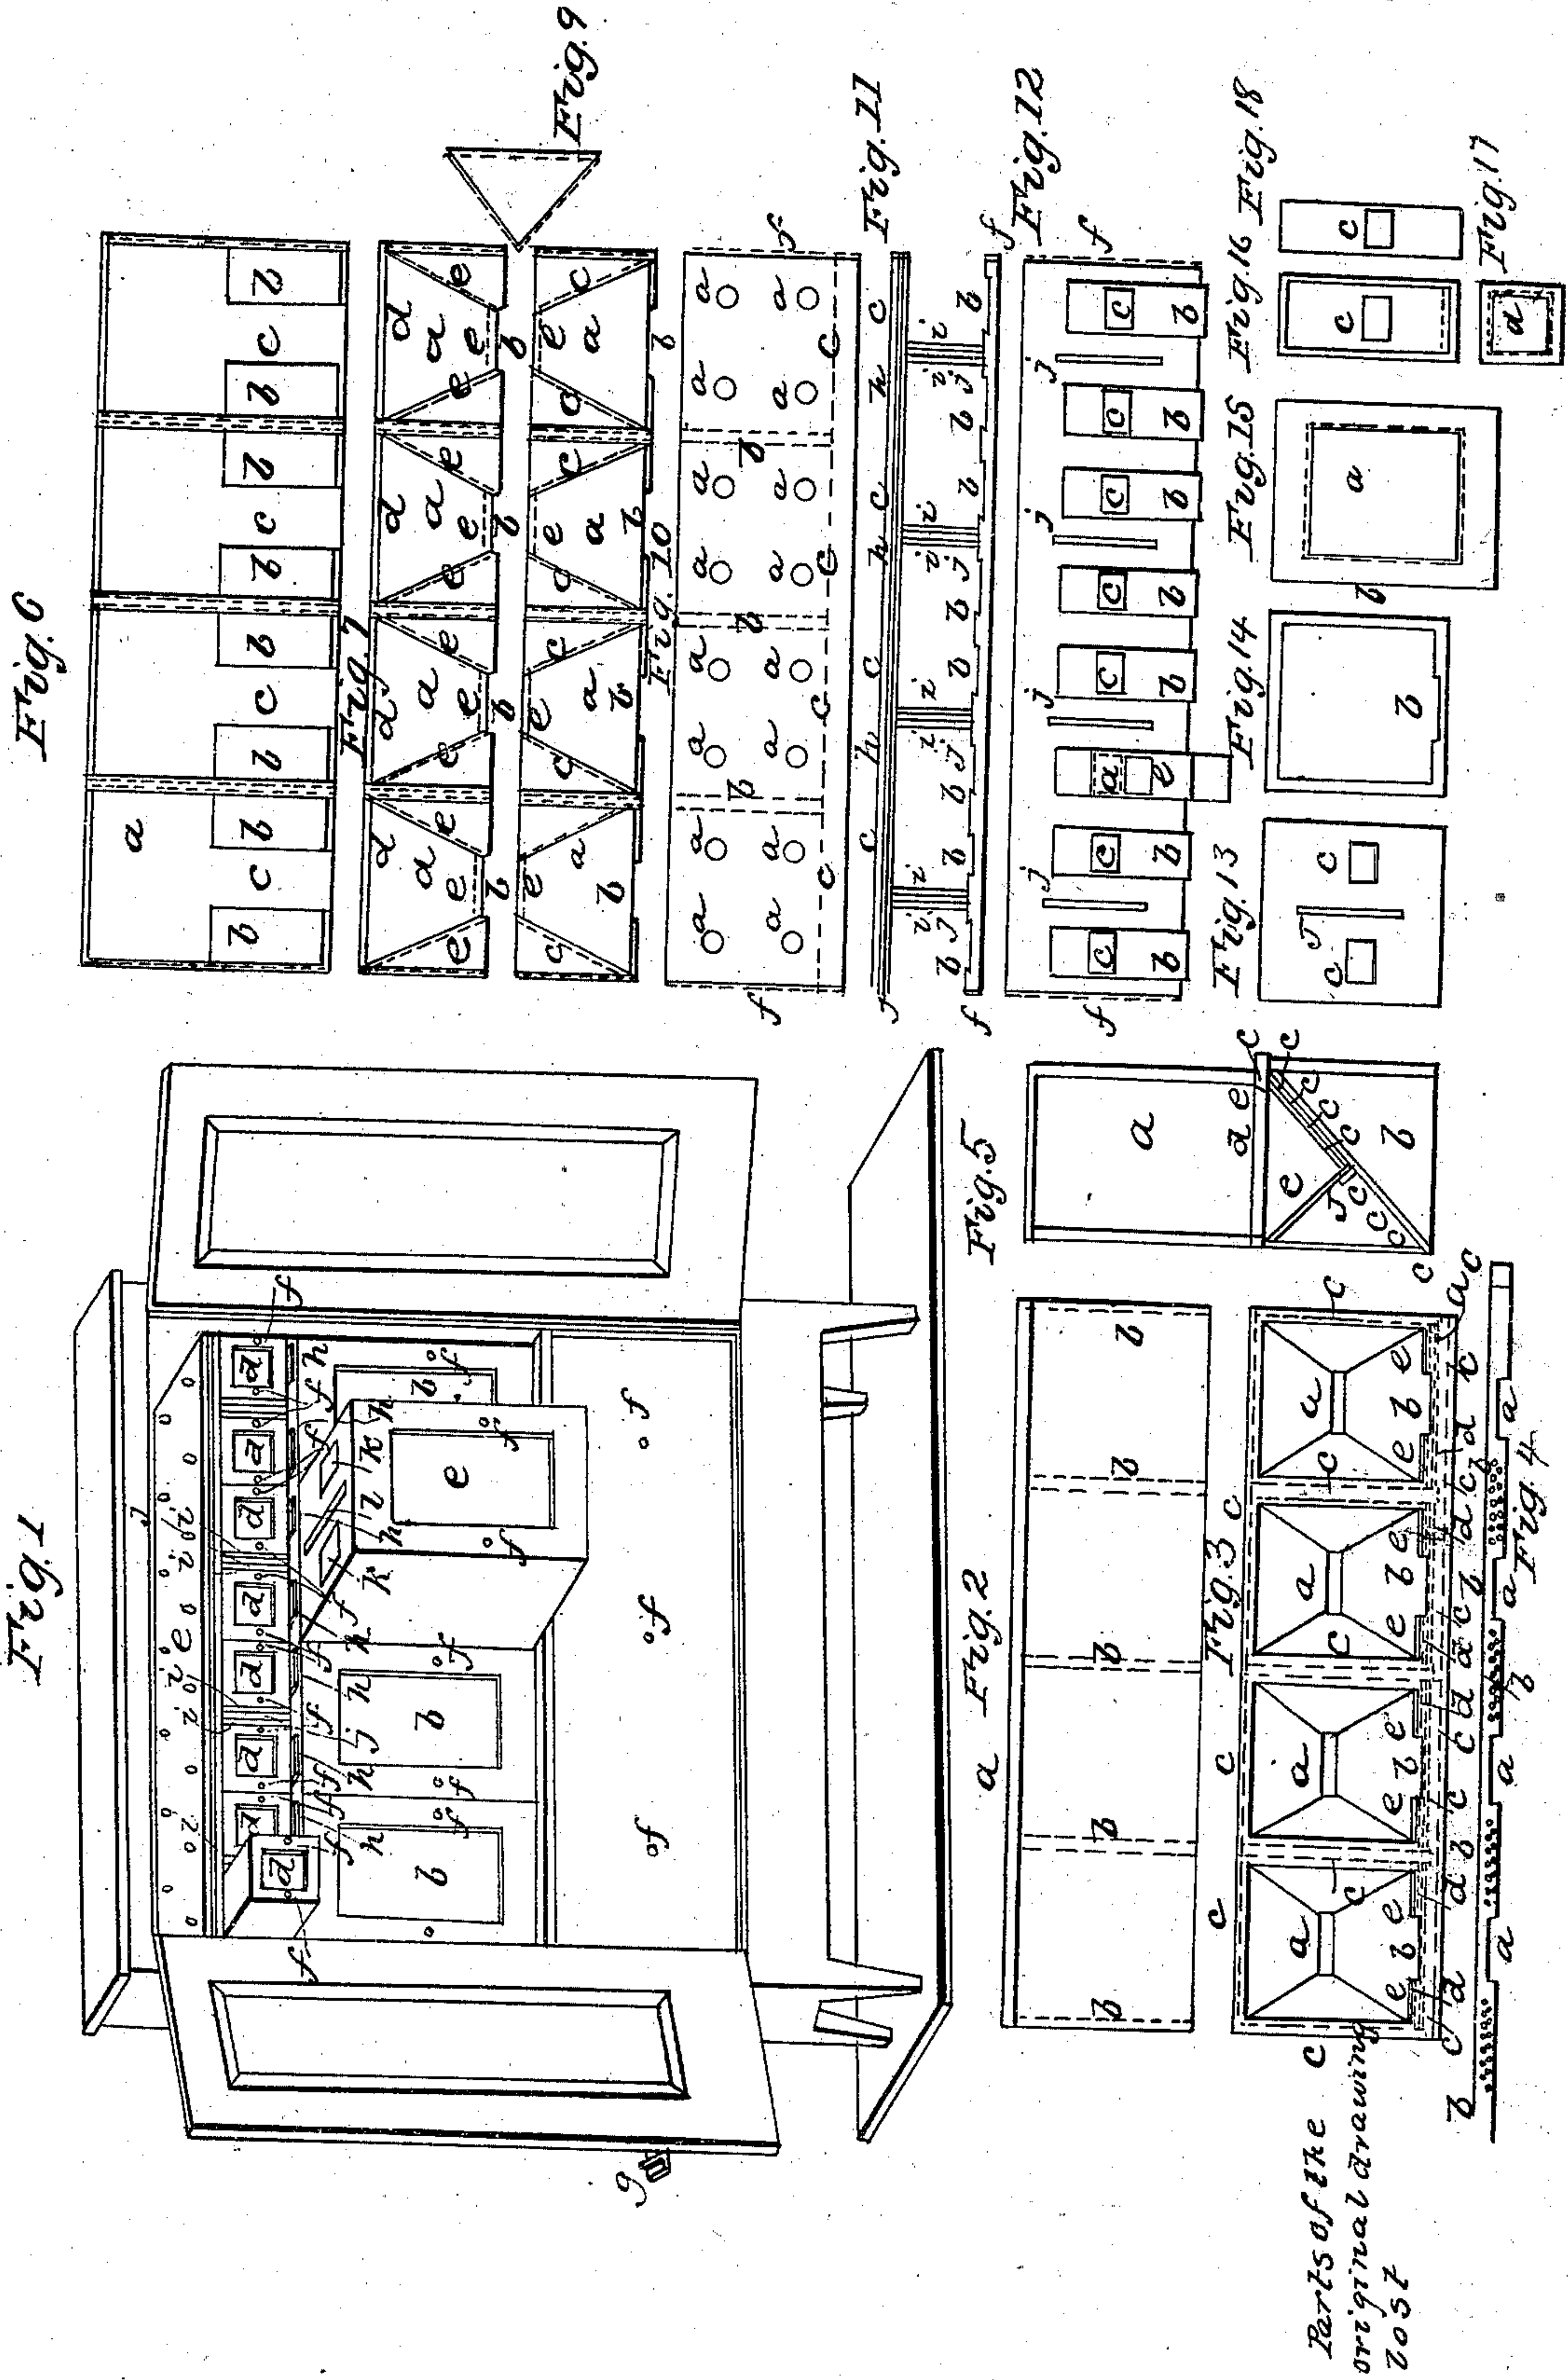 Fig. 1
J
i i e i i
d d d d d d d d
f f f f f f f
h h h h h h
j
k l k
b b e b
f f f f f f
f f f
g
Fig. 6
a
b c b b c b b c b b c b
Fig. 7
d d d d
a a a a
e e e e e e e e e e e e
b b b b
Fig. 9
e e e e
c c c c c c c
a a a a
b b b b
Fig. 10
a a a a a a a a
a a a a a a a a
b b b
c c c c
f f
Fig. 11
c c c c
h h h
i i i i i i i i
J J J J
b b b b b b b b
f f
Fig. 12
j j j j
c c c a c c c c c
e
b b b b b b b
f f
a Fig. 2
b b b b b
Fig. 3
c c c c
a a a a
c c c c
e b e e b e e b e e b e
c d b c d c d c b d c d c
a c
Fig. 4
b b b
a a a a
Fig. 5
a
d e c
e
J
b
c c c c c c c c c
Fig. 13
c J c
Fig. 14
b
Fig. 15
a
b
Fig. 16
c
Fig. 18
c
Fig. 17
d
Parts of the
original drawing
lost